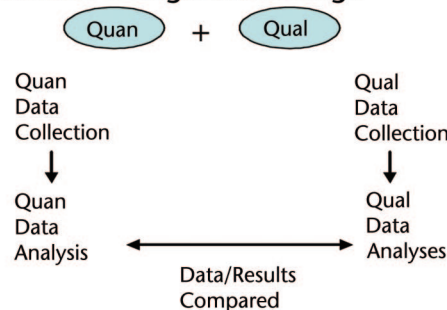 Quan + Qual
Quan
Data
Collection
Qual
Data
Collection
Quan
Data
Analysis
Qual
Data
Analyses
Data/Results
Compared